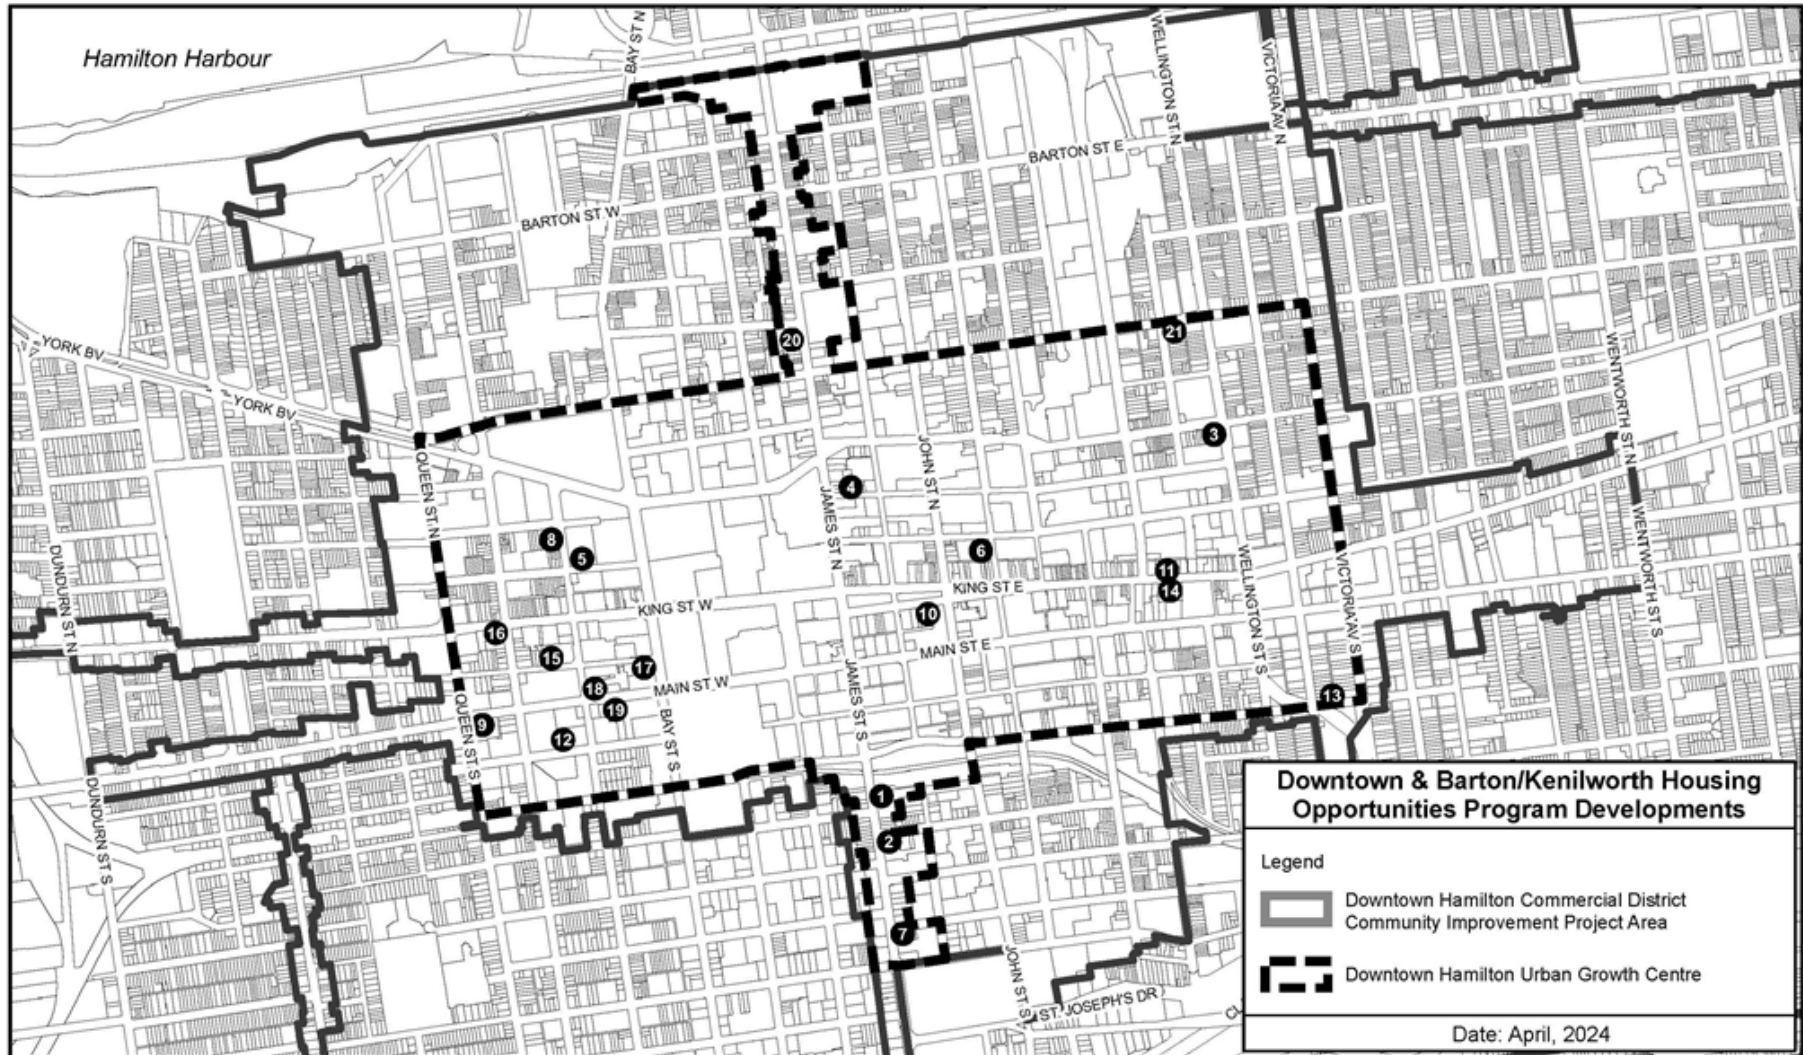 Hamilton Harbour
BAY ST N
WELLINGTON ST N
VICTORIA AV N
BARTON ST E
BARTON ST W
YORK BV
YORK BV
20
21
WENTWORTH ST N
3
QUEEN ST N
JOHN ST N
4
JAMES ST N
8
5
6
DUNDURN ST N
WENTWORTH ST S
WELLINGTON ST S
VICTORIA AV S
11
KING ST E
14
KING ST W
10
16
MAIN ST E
15
17
18
MAIN ST W
JAMES ST S
19
13
9
QUEEN ST S
12
BAY ST S
1
DUNDURN ST S
2
7
JOHN ST S
ST. JOSEPH'S DR
Downtown & Barton/Kenilworth Housing
Opportunities Program Developments
Legend
Downtown Hamilton Commercial District
Community Improvement Project Area
Downtown Hamilton Urban Growth Centre
Date: April, 2024